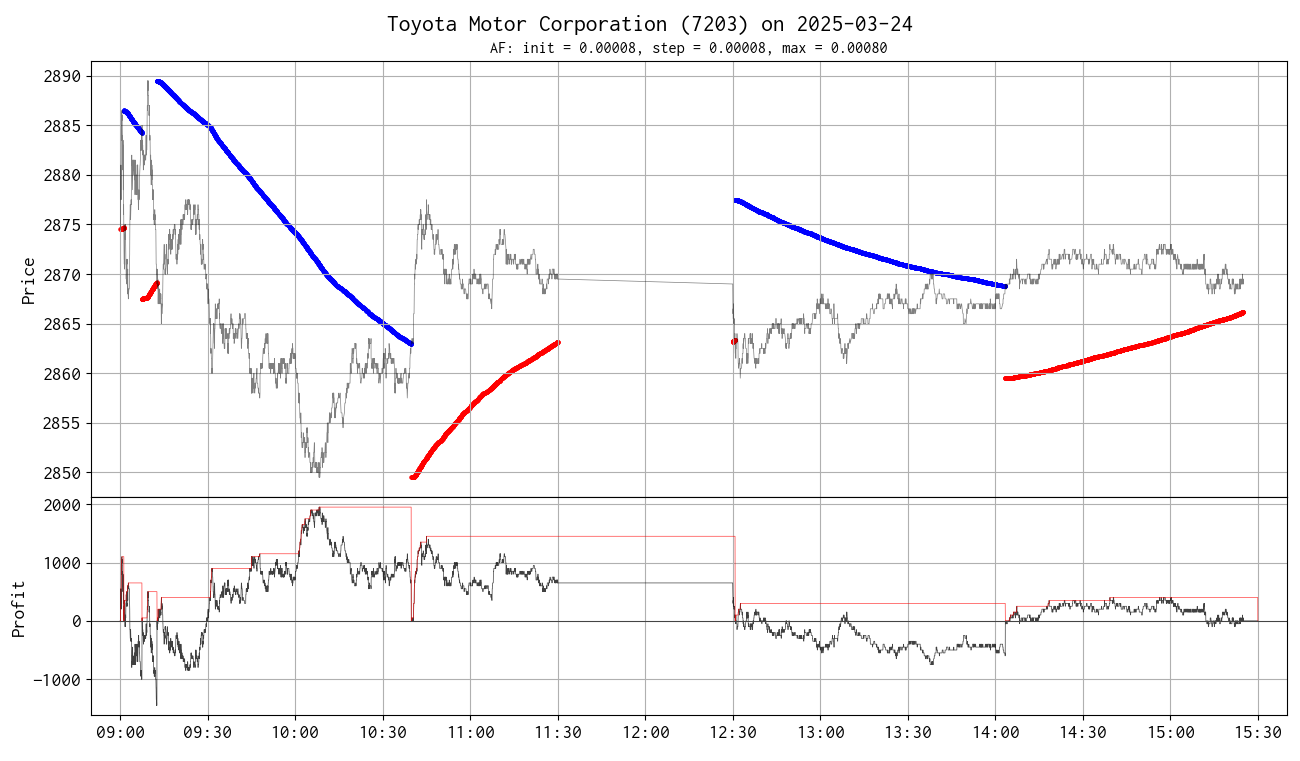 Toyota Motor Corporation (7203) on 2025-03-24
AF: init = 0.00008, step = 0.00008, max = 0.00080
Price
2890
2885
2880
2875
2870
2865
2860
2855
2850
Profit
2000
1000
0
−1000
09:00 09:30 10:00 10:30 11:00 11:30 12:00 12:30 13:00 13:30 14:00 14:30 15:00 15:30